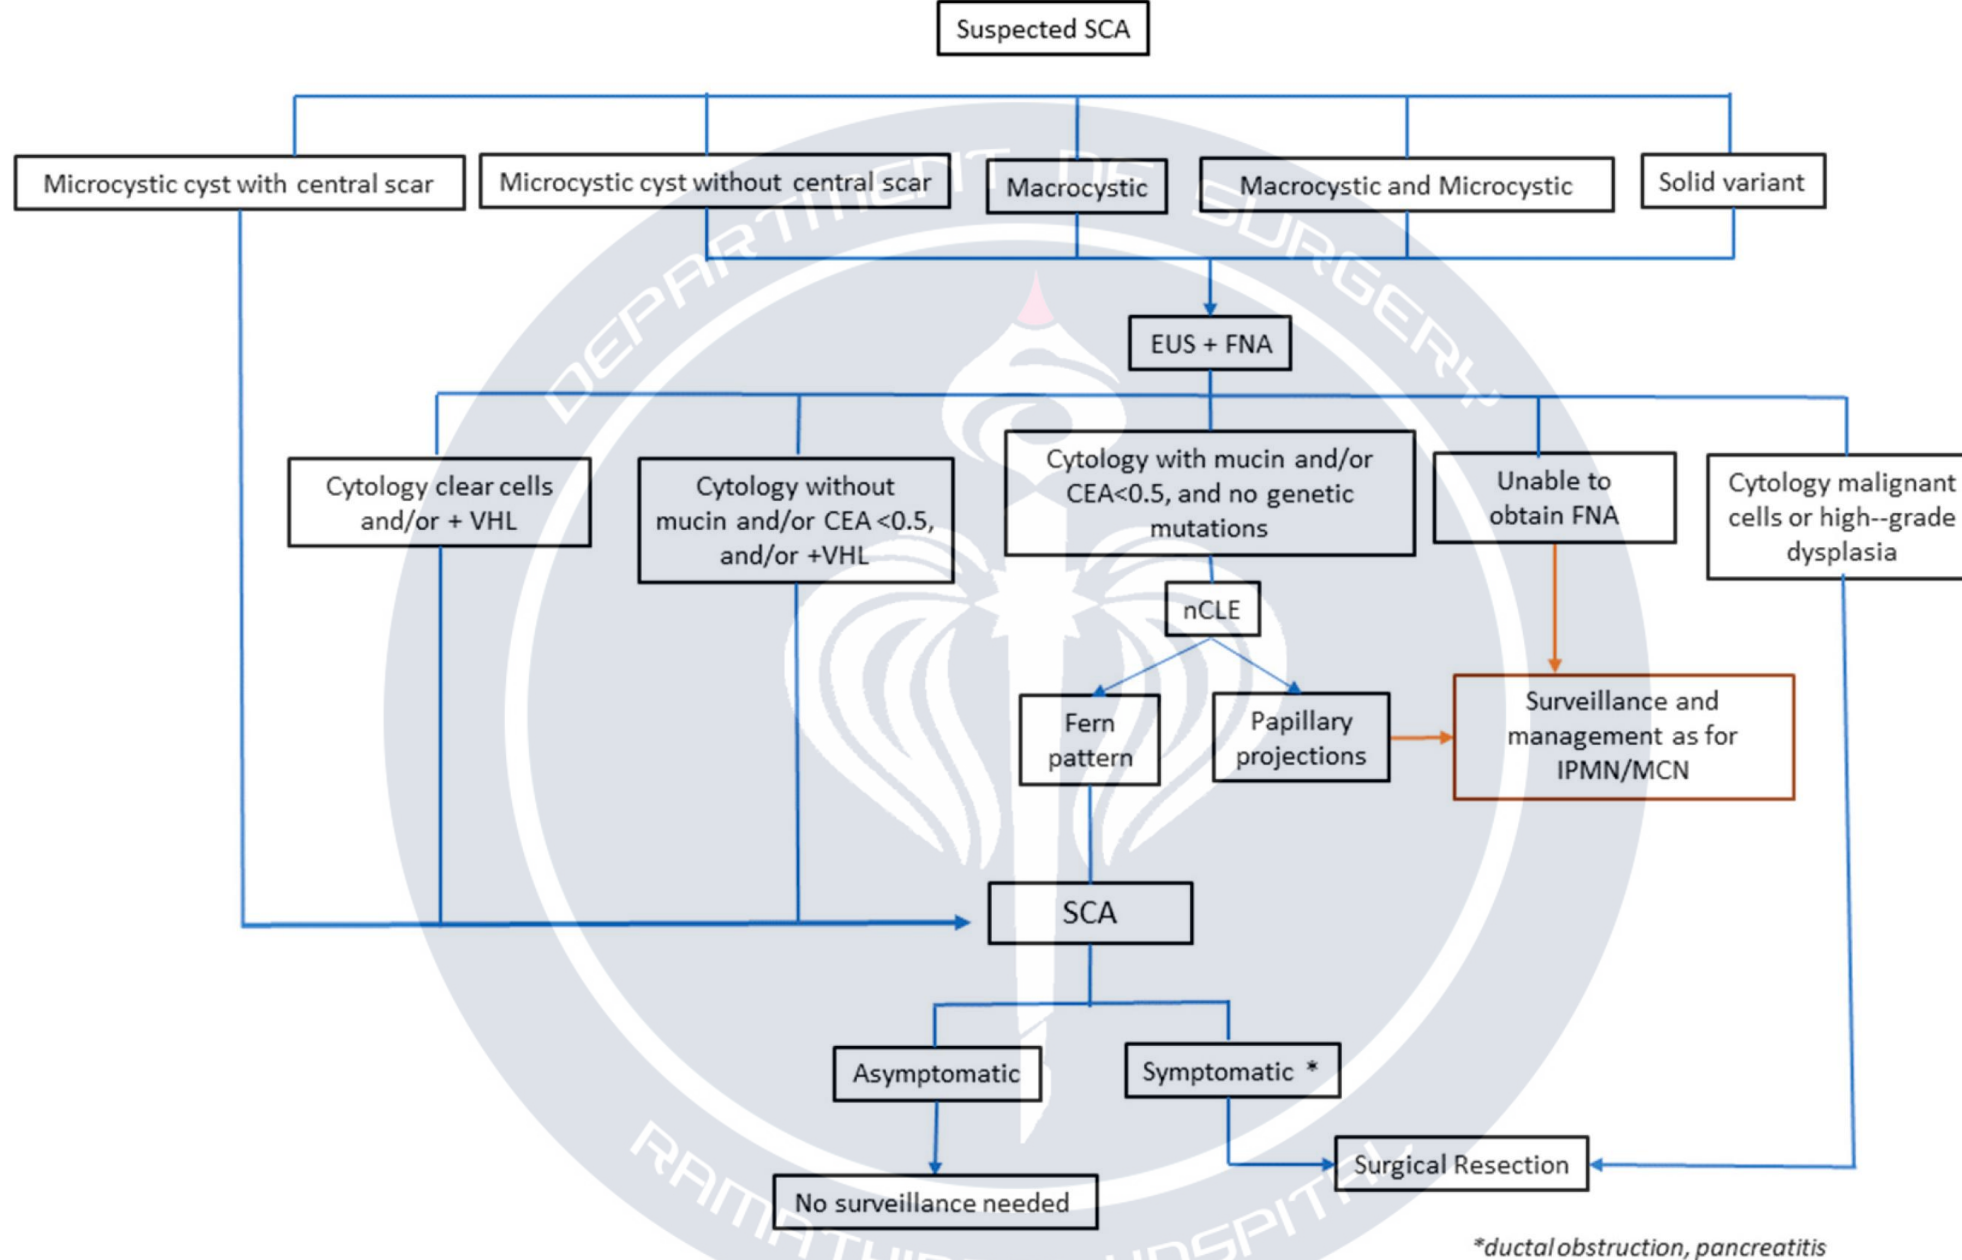 Suspected SCA
Microcystic cyst with central scar
Microcystic cyst without central scar
Macrocystic
Macrocystic and Microcystic
Solid variant
EUS + FNA
Cytology clear cells
and/or + VHL
Cytology without
mucin and/or CEA <0.5,
and/or +VHL
Cytology with mucin and/or
CEA<0.5, and no genetic
mutations
Unable to
obtain FNA
Cytology malignant
cells or high--grade
dysplasia
nCLE
Fern
pattern
Papillary
projections
Surveillance and
management as for
IPMN/MCN
SCA
Asymptomatic
Symptomatic *
No surveillance needed
Surgical Resection
*ductal obstruction, pancreatitis
DEPARTMENT OF SURGERY
HOSPITAL